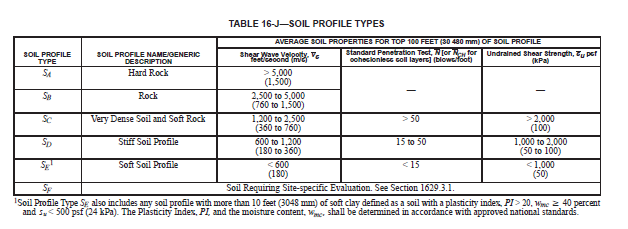 TABLE 16-J—SOIL PROFILE TYPES
AVERAGE SOIL PROPERTIES FOR TOP 100 FEET (30 480 mm) OF SOIL PROFILE
SOIL PROFILE TYPE
SOIL PROFILE NAME/GENERIC DESCRIPTION
Shear Wave Velocity, v̅s feet/second (m/s)
Standard Penetration Test, N̅ [or N̅CH for cohesionless soil layers] (blows/foot)
Undrained Shear Strength, s̅u psf (kPa)
SA Hard Rock > 5,000 (1,500) — —
SB Rock 2,500 to 5,000 (760 to 1,500)
SC Very Dense Soil and Soft Rock 1,200 to 2,500 (360 to 760) > 50 > 2,000 (100)
SD Stiff Soil Profile 600 to 1,200 (180 to 360) 15 to 50 1,000 to 2,000 (50 to 100)
SE1 Soft Soil Profile < 600 (180) < 15 < 1,000 (50)
SF Soil Requiring Site-specific Evaluation. See Section 1629.3.1.
1Soil Profile Type SE also includes any soil profile with more than 10 feet (3048 mm) of soft clay defined as a soil with a plasticity index, PI > 20, wmc ≥ 40 percent
and su < 500 psf (24 kPa). The Plasticity Index, PI, and the moisture content, wmc, shall be determined in accordance with approved national standards.